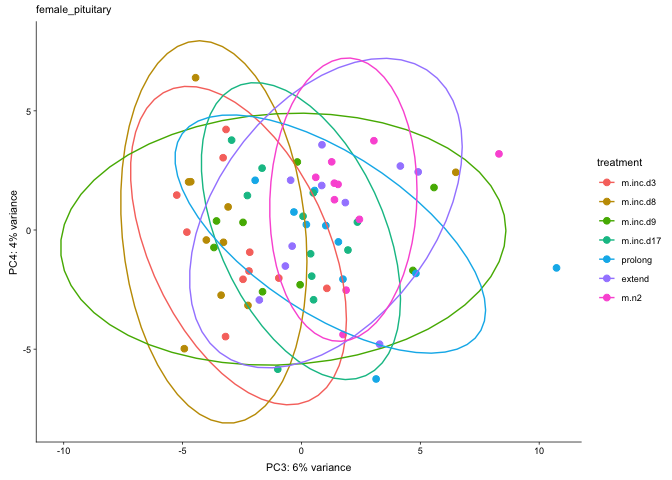 female_pituitary
PC4: 4% variance
5
0
-5
-10
-5
0
5
10
PC3: 6% variance
treatment
m.inc.d3
m.inc.d8
m.inc.d9
m.inc.d17
prolong
extend
m.n2